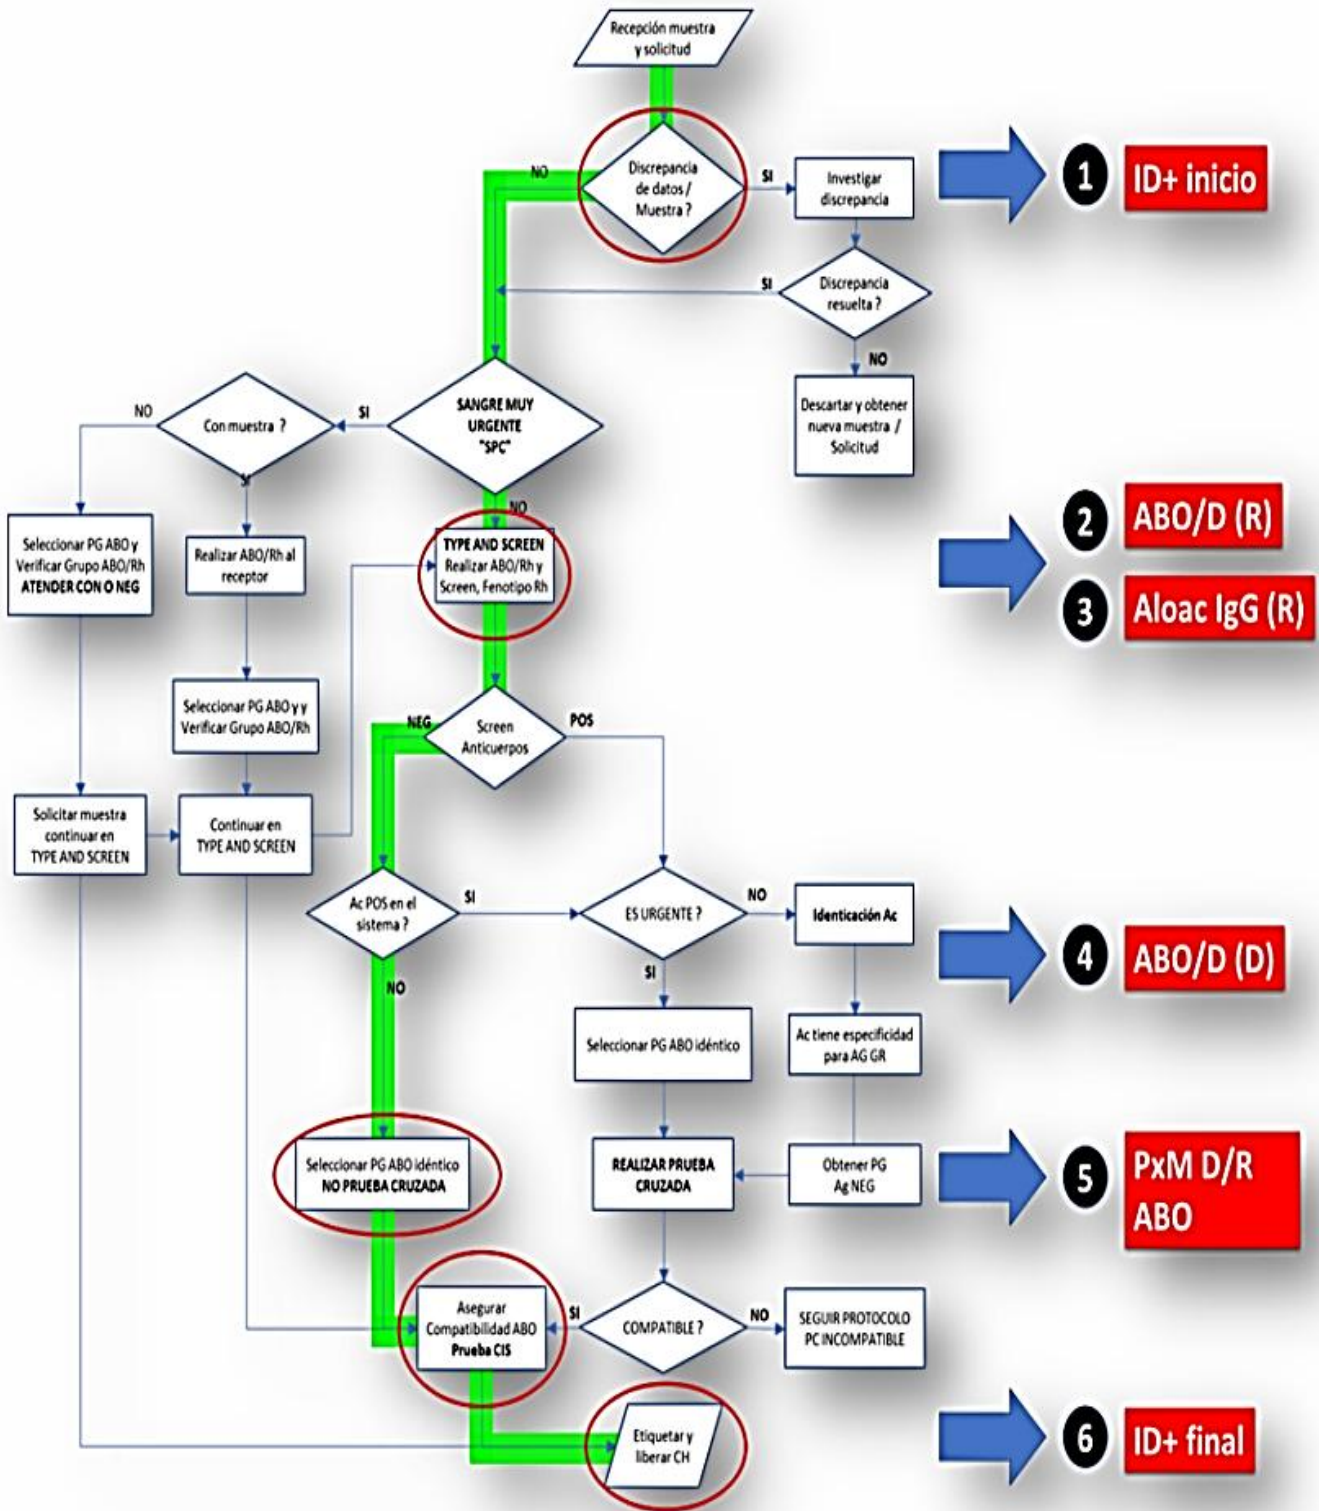 Recepción muestra
y solicitud
Discrepancia
de datos /
Muestra ?
NO
SI
Investigar
discrepancia
1
ID+ inicio
Discrepancia
resuelta ?
SI
NO
Descartar y obtener
nueva muestra /
Solicitud
SANGRE MUY
URGENTE
"SPC"
SI
NO
Con muestra ?
NO
SI
Seleccionar PG ABO y
Verificar Grupo ABO/Rh
ATENDER CON O NEG
Realizar ABO/Rh al
receptor
TYPE AND SCREEN
Realizar ABO/Rh y
Screen, Fenotipo Rh
2
ABO/D (R)
3
Aloac IgG (R)
Seleccionar PG ABO y y
Verificar Grupo ABO/Rh
Screen
Anticuerpos
NEG
POS
Solicitar muestra
continuar en
TYPE AND SCREEN
Continuar en
TYPE AND SCREEN
Ac POS en el
sistema ?
SI
NO
ES URGENTE ?
NO
SI
Identicación Ac
4
ABO/D (D)
Seleccionar PG ABO idéntico
Ac tiene especificidad
para AG GR
Seleccionar PG ABO idéntico
NO PRUEBA CRUZADA
REALIZAR PRUEBA
CRUZADA
Obtener PG
Ag NEG
5
PxM D/R
ABO
Asegurar
Compatibilidad ABO
Prueba CIS
SI
COMPATIBLE ?
NO
SEGUIR PROTOCOLO
PC INCOMPATIBLE
Etiquetar y
liberar CH
6
ID+ final